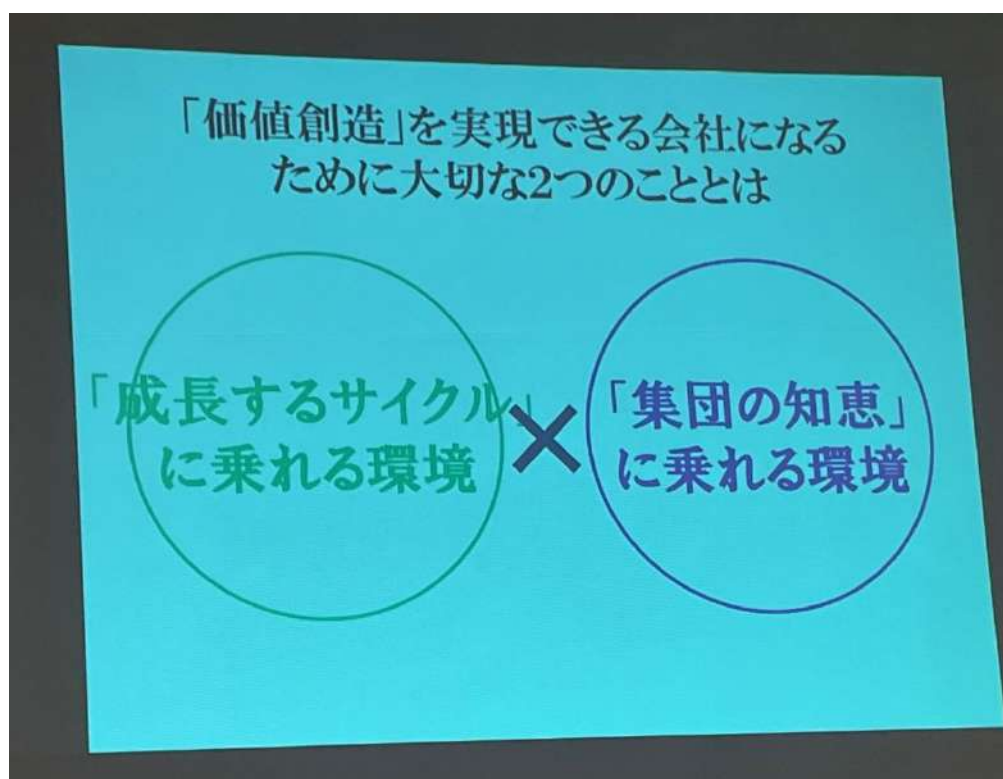 「価値創造」を実現できる会社になる
ために大切な2つのこととは
「成長するサイクル」
に乗れる環境
×
「集団の知恵」
に乗れる環境